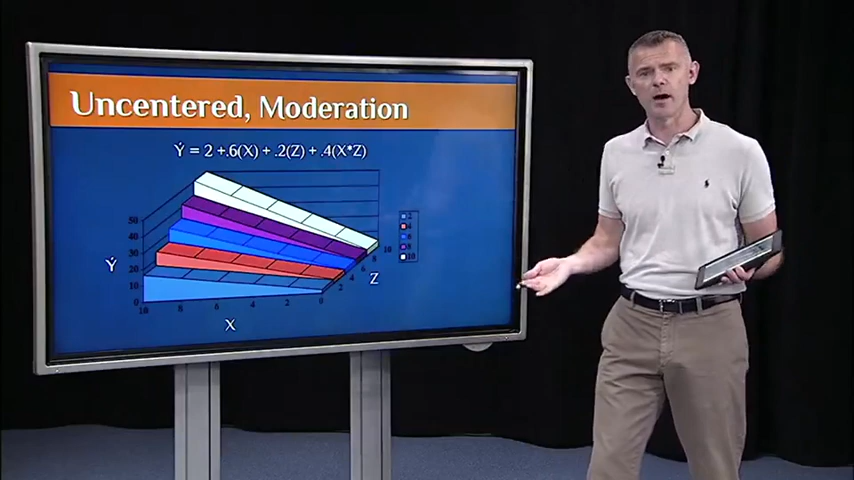 Uncentered, Moderation
Ŷ = 2 +.6(X) + .2(Z) + .4(X*Z)
50
40
30
20
10
0
Ŷ
10 8 6 4 2 0
X
0 2 4 6 8 10
Z
2
4
6
8
10